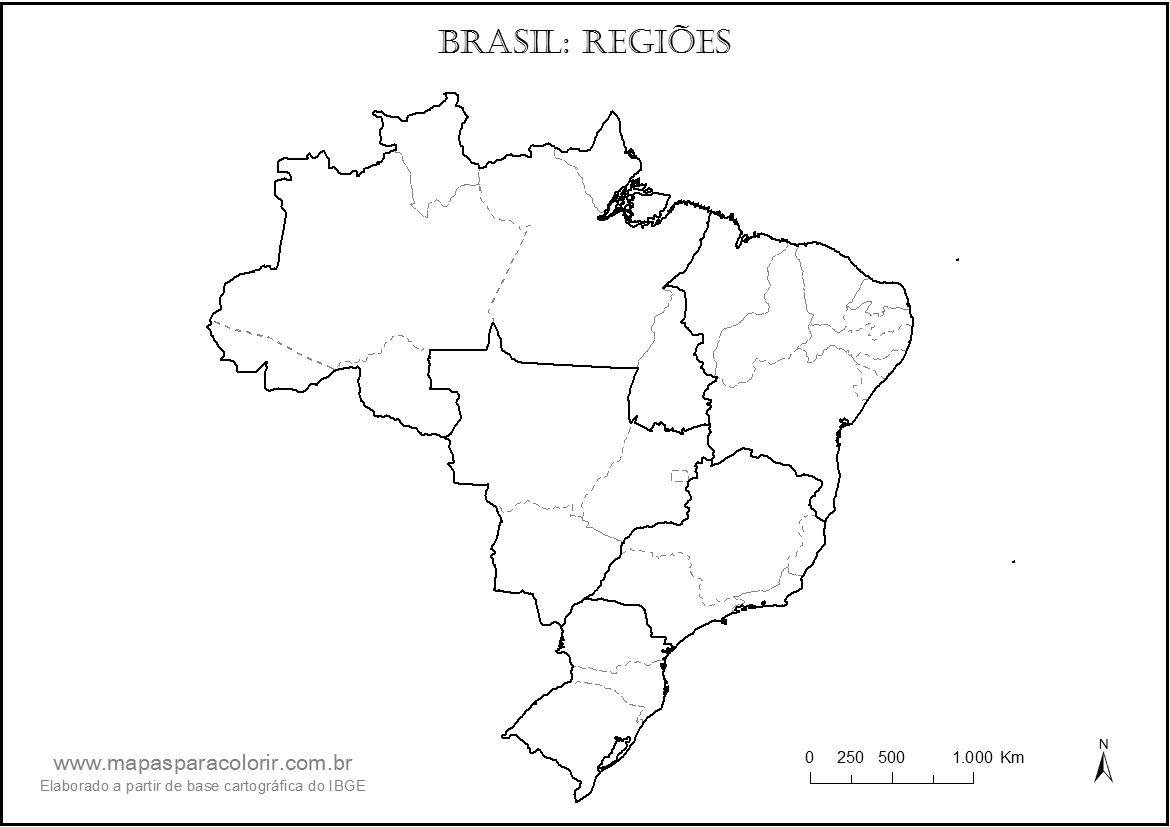 BRASIL: REGIÕES
www.mapasparacolorir.com.br
Elaborado a partir de base cartográfica do IBGE
0 250 500 1.000 Km
N